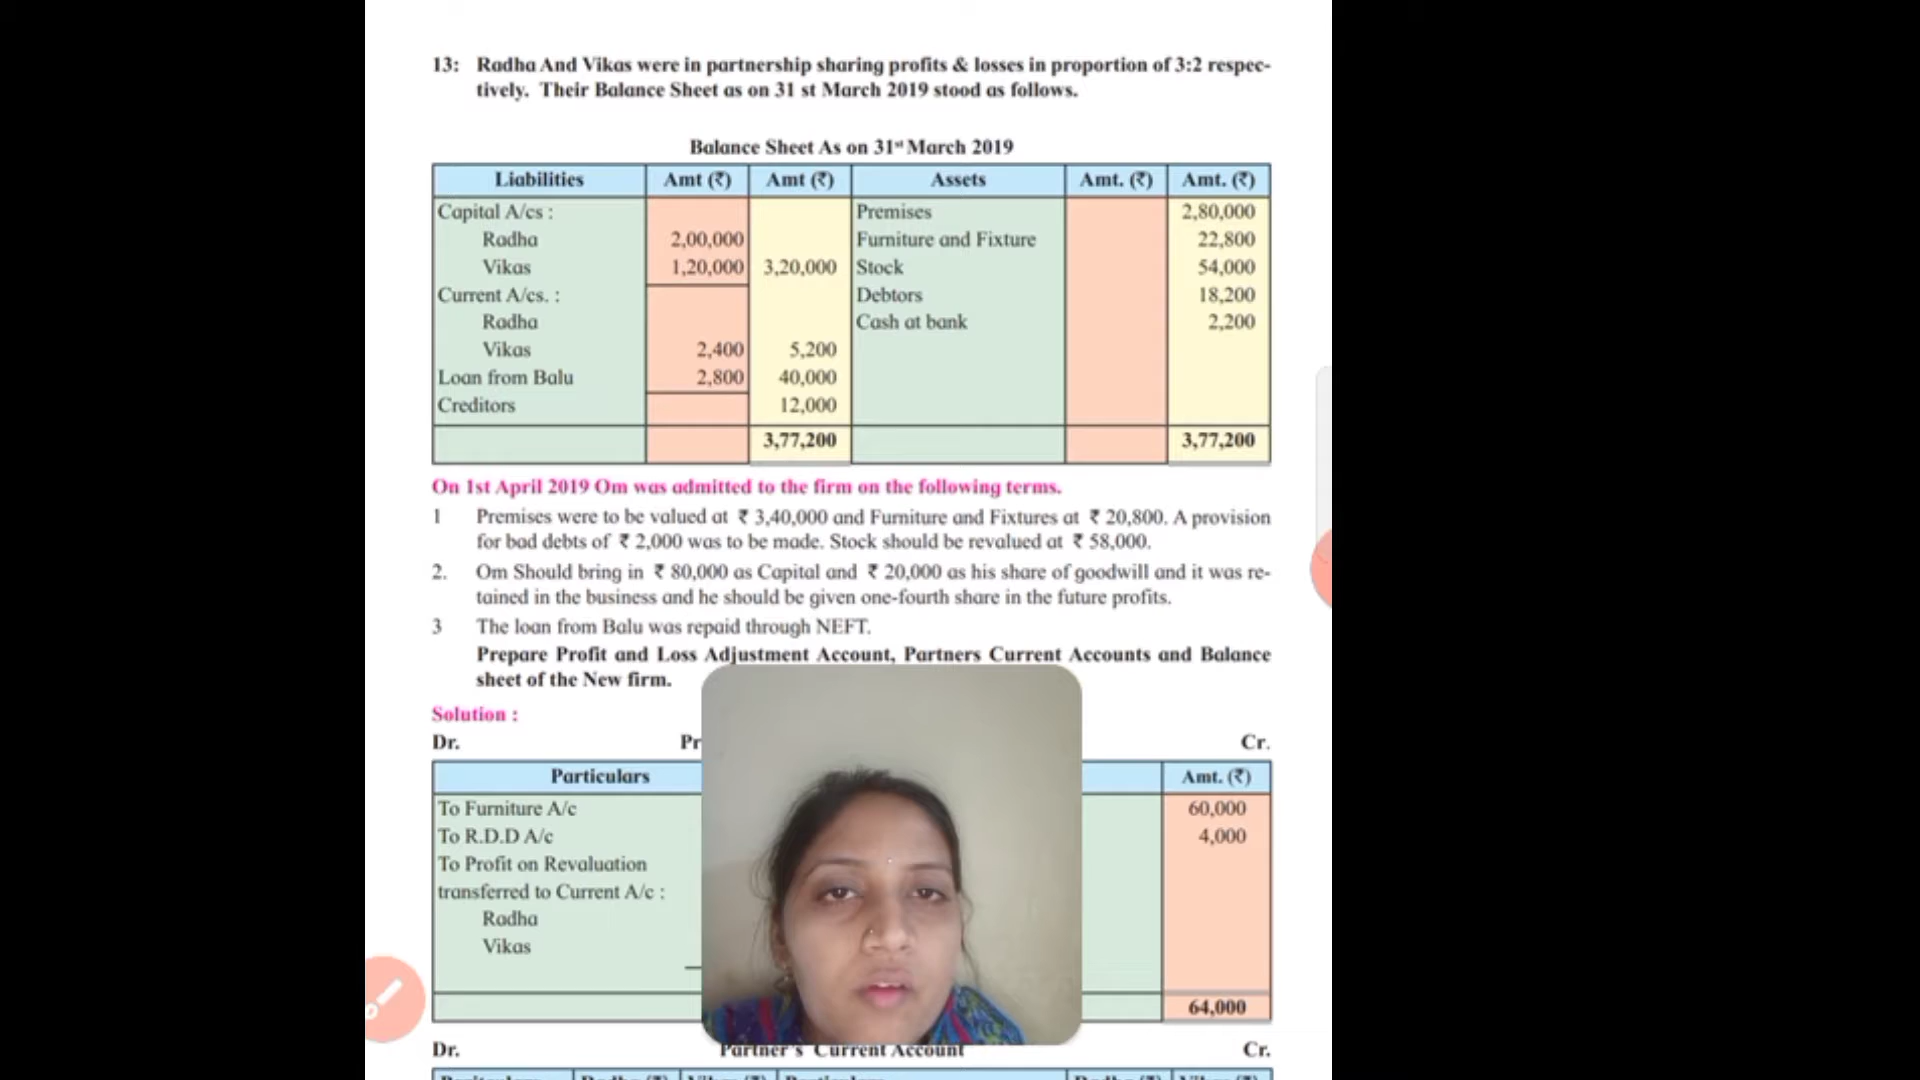 13: Radha And Vikas were in partnership sharing profits & losses in proportion of 3:2 respec-
tively. Their Balance Sheet as on 31 st March 2019 stood as follows.
Balance Sheet As on 31st March 2019
Liabilities Amt (₹) Amt (₹) Assets Amt. (₹) Amt. (₹)
Capital A/cs : Premises 2,80,000
Radha 2,00,000 Furniture and Fixture 22,800
Vikas 1,20,000 3,20,000 Stock 54,000
Current A/cs. : Debtors 18,200
Radha Cash at bank 2,200
Vikas 2,400 5,200
Loan from Balu 2,800 40,000
Creditors 12,000
3,77,200 3,77,200
On 1st April 2019 Om was admitted to the firm on the following terms.
1 Premises were to be valued at ₹ 3,40,000 and Furniture and Fixtures at ₹ 20,800. A provision
for bad debts of ₹ 2,000 was to be made. Stock should be revalued at ₹ 58,000.
2. Om Should bring in ₹ 80,000 as Capital and ₹ 20,000 as his share of goodwill and it was re-
tained in the business and he should be given one-fourth share in the future profits.
3 The loan from Balu was repaid through NEFT.
Prepare Profit and Loss Adjustment Account, Partners Current Accounts and Balance
sheet of the New firm.
Solution :
Dr. Pr Cr.
Particulars Amt. (₹)
To Furniture A/c 60,000
To R.D.D A/c 4,000
To Profit on Revaluation
transferred to Current A/c :
Radha
Vikas
64,000
Dr. Partner's Current Account Cr.